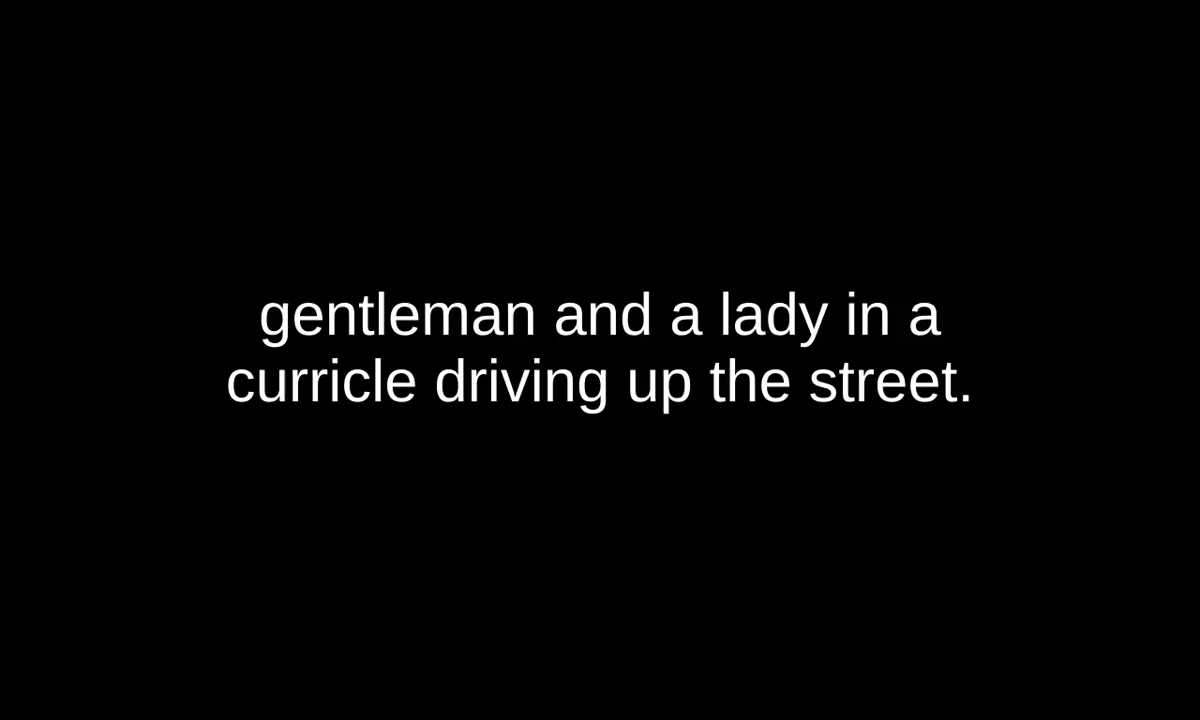 gentleman and a lady in a
curricle driving up the street.